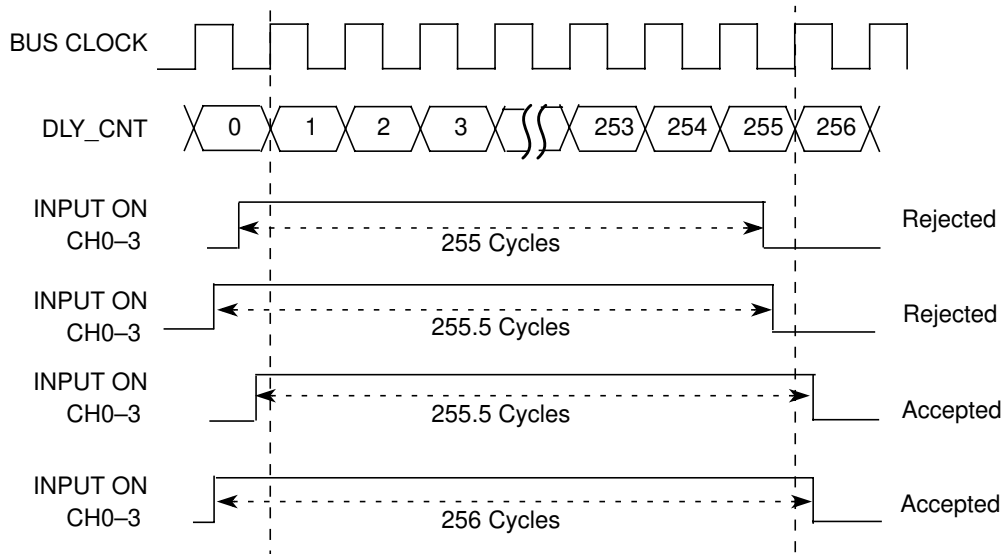 BUS CLOCK
DLY_CNT
0 1 2 3 253 254 255 256
INPUT ON
CH0–3
255 Cycles
Rejected
INPUT ON
CH0–3
255.5 Cycles
Rejected
INPUT ON
CH0–3
255.5 Cycles
Accepted
INPUT ON
CH0–3
256 Cycles
Accepted